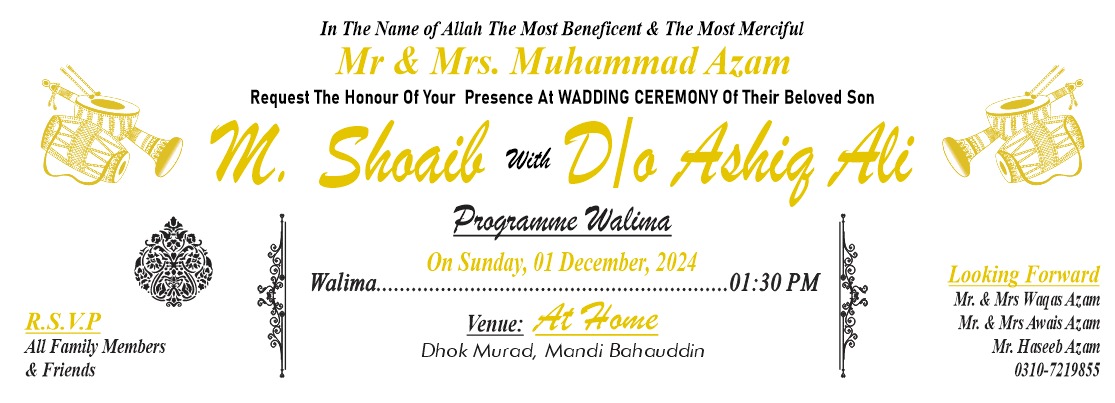 In The Name of Allah The Most Beneficent & The Most Merciful
Mr & Mrs. Muhammad Azam
Request The Honour Of Your Presence At WADDING CEREMONY Of Their Beloved Son
M. Shoaib With D/o Ashiq Ali
Programme Walima
On Sunday, 01 December, 2024
Walima....................................................01:30 PM
Venue: At Home
Dhok Murad, Mandi Bahauddin
R.S.V.P
All Family Members
& Friends
Looking Forward
Mr. & Mrs Waqas Azam
Mr. & Mrs Awais Azam
Mr. Haseeb Azam
0310-7219855